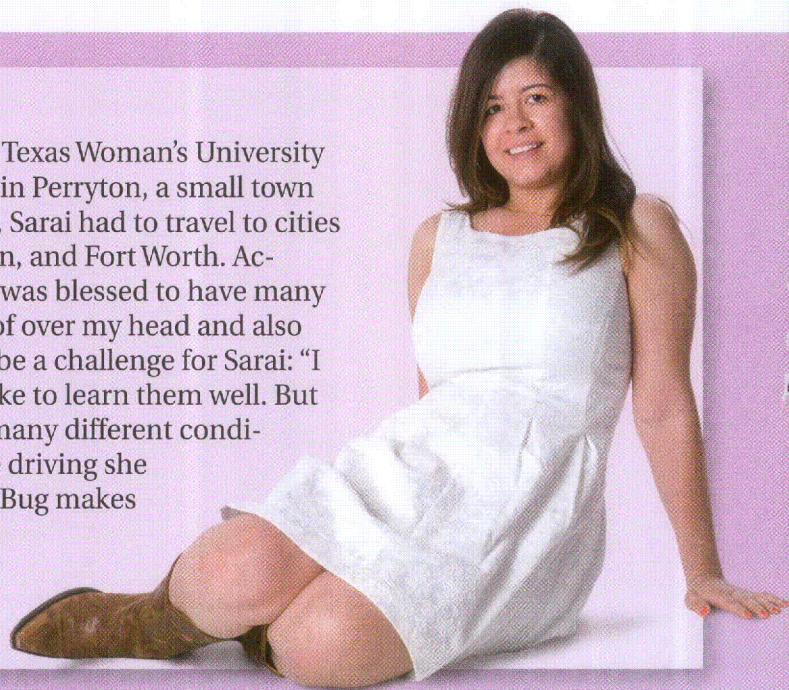 Texas Woman's University
in Perryton, a small town
, Sarai had to travel to cities
n, and Fort Worth. Ac-
was blessed to have many
of over my head and also
be a challenge for Sarai: “I
ke to learn them well. But
many different condi-
driving she
Bug makes